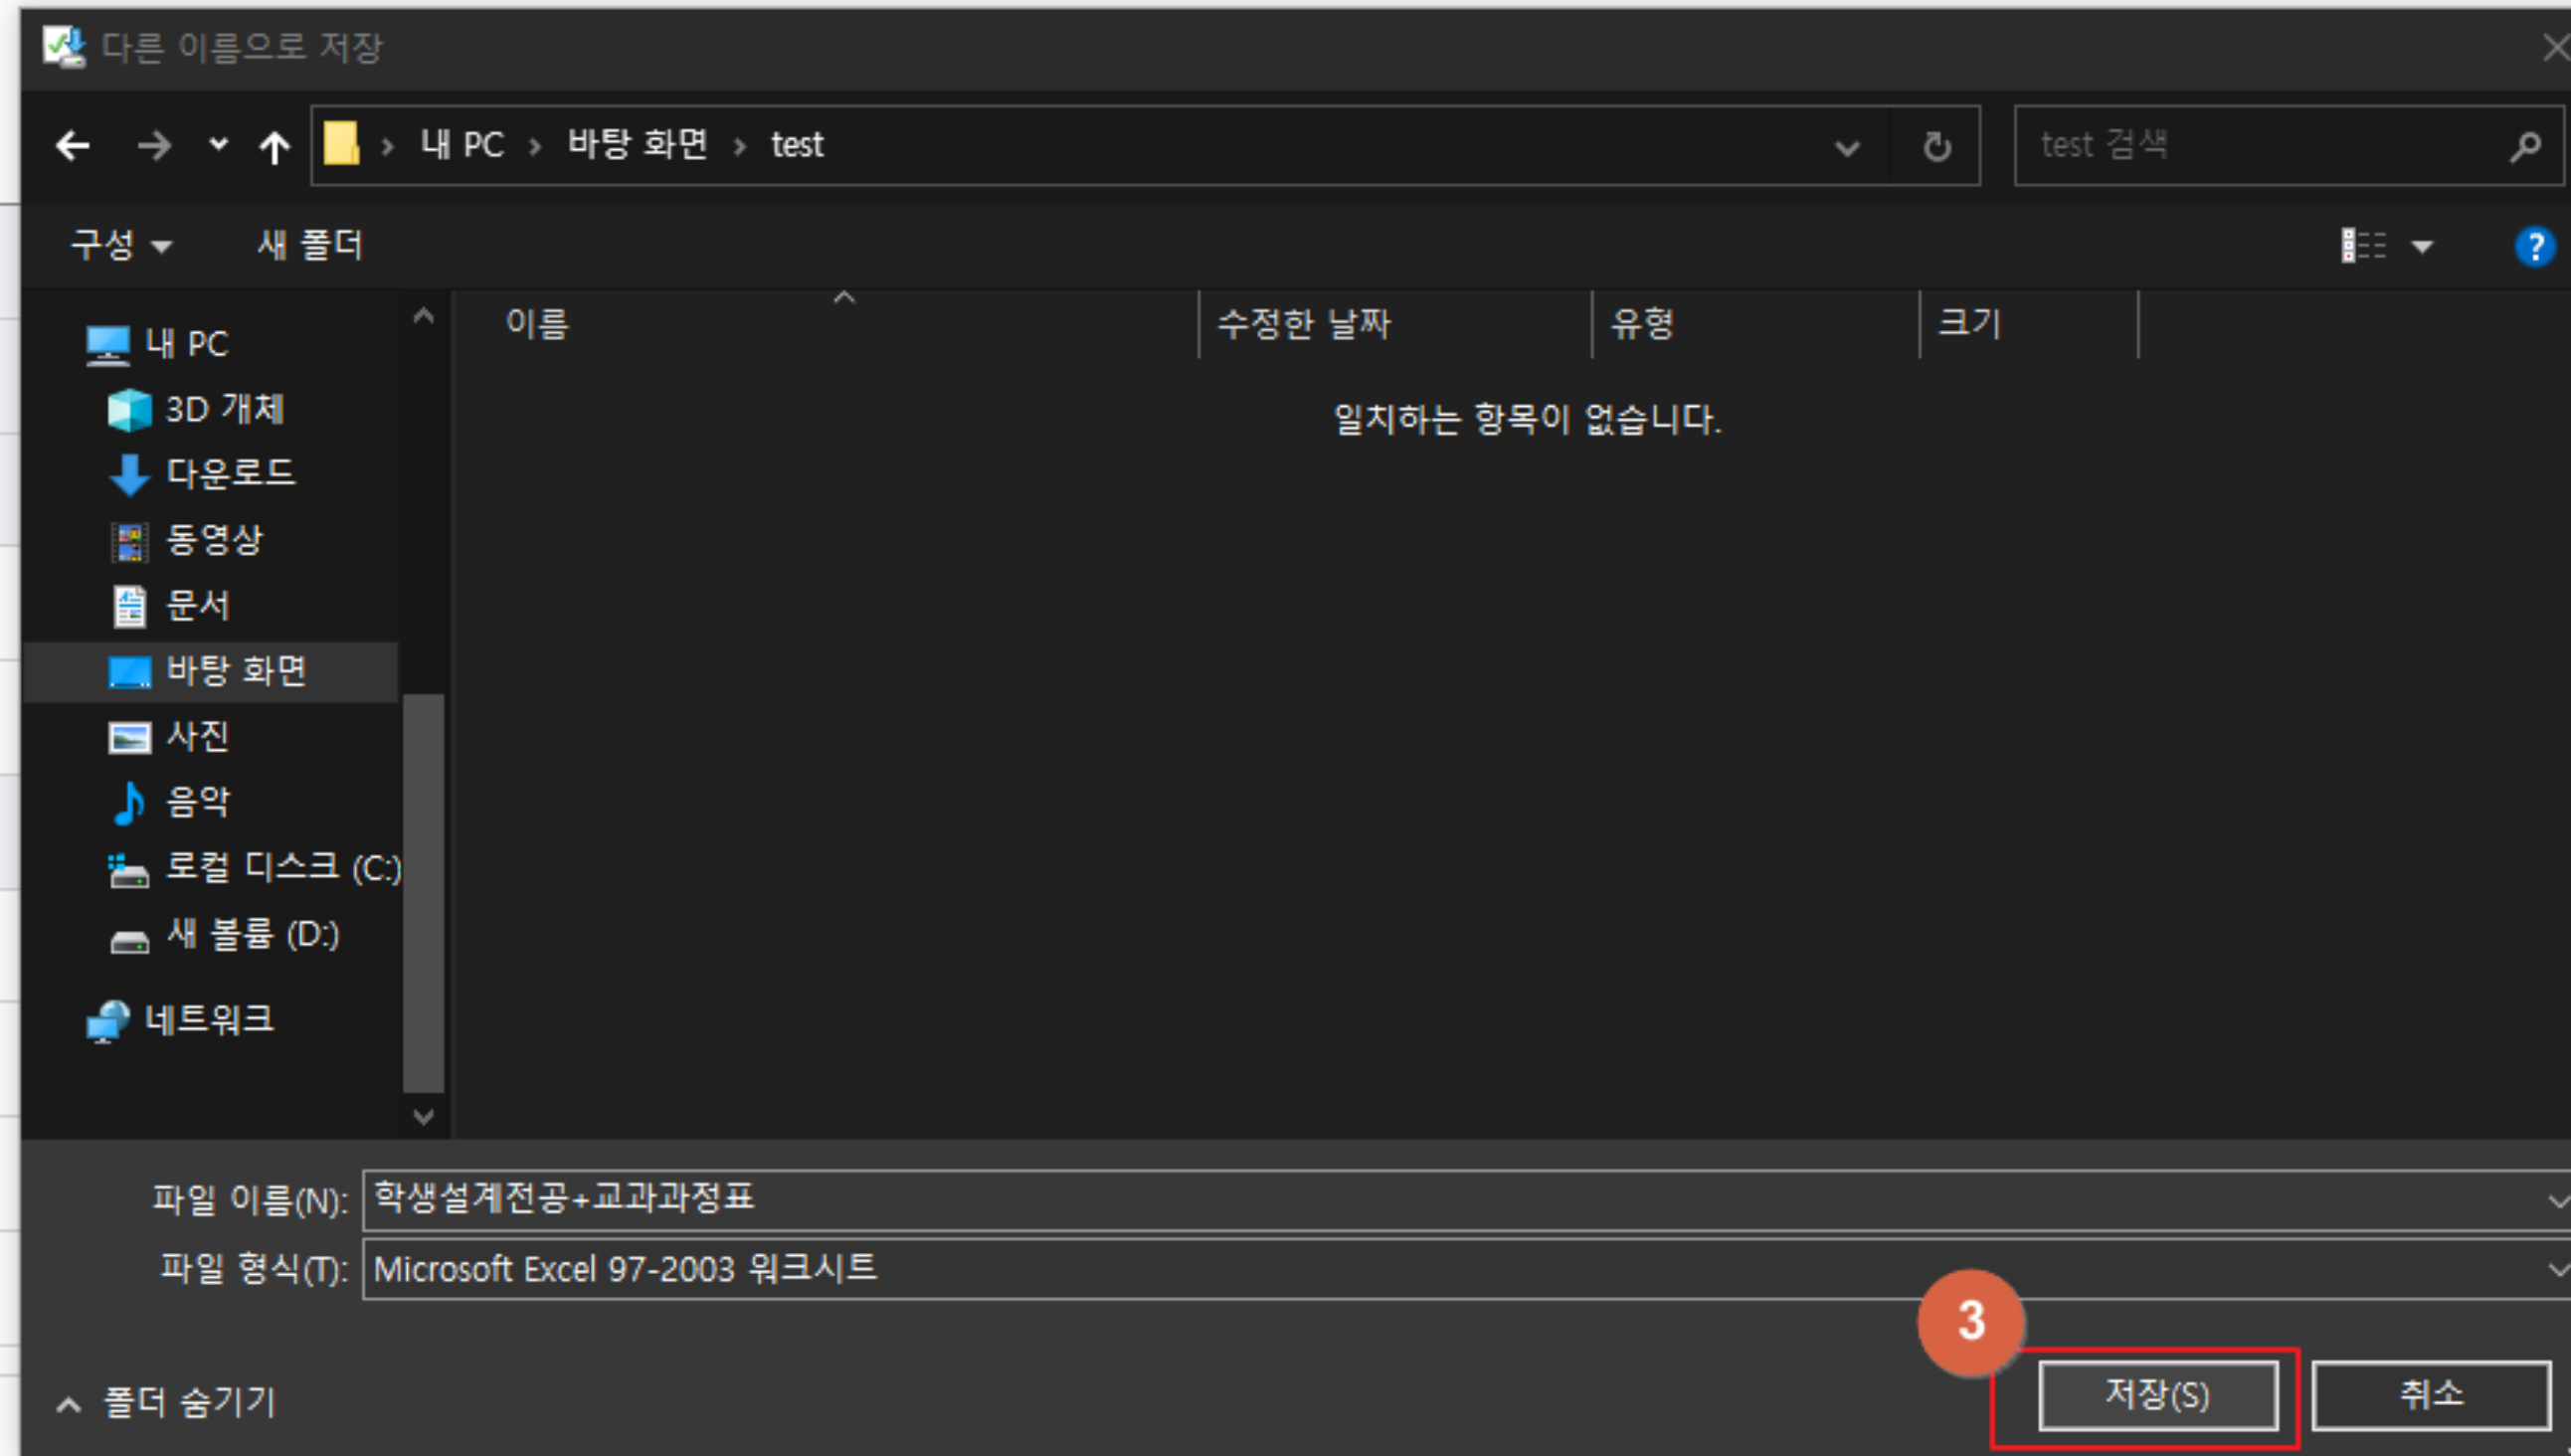 다른 이름으로 저장
내 PC › 바탕 화면 › test
test 검색
구성
새 폴더
이름
수정한 날짜
유형
크기
일치하는 항목이 없습니다.
내 PC
3D 개체
다운로드
동영상
문서
바탕 화면
사진
음악
로컬 디스크 (C:)
새 볼륨 (D:)
네트워크
파일 이름(N): 학생설계전공+교과과정표
파일 형식(T): Microsoft Excel 97-2003 워크시트
3
폴더 숨기기
저장(S)
취소